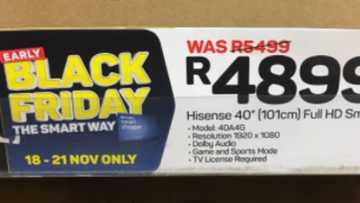 EARLY
BLACK
FRIDAY
THE SMART WAY
18 - 21 NOV ONLY
WAS R5499
R4899
Hisense 40" (101cm) Full HD Sm
• Model: 40A4G
• Resolution 1920 x 1080
• Dolby Audio
• Game and Sports Mode
• TV License Required